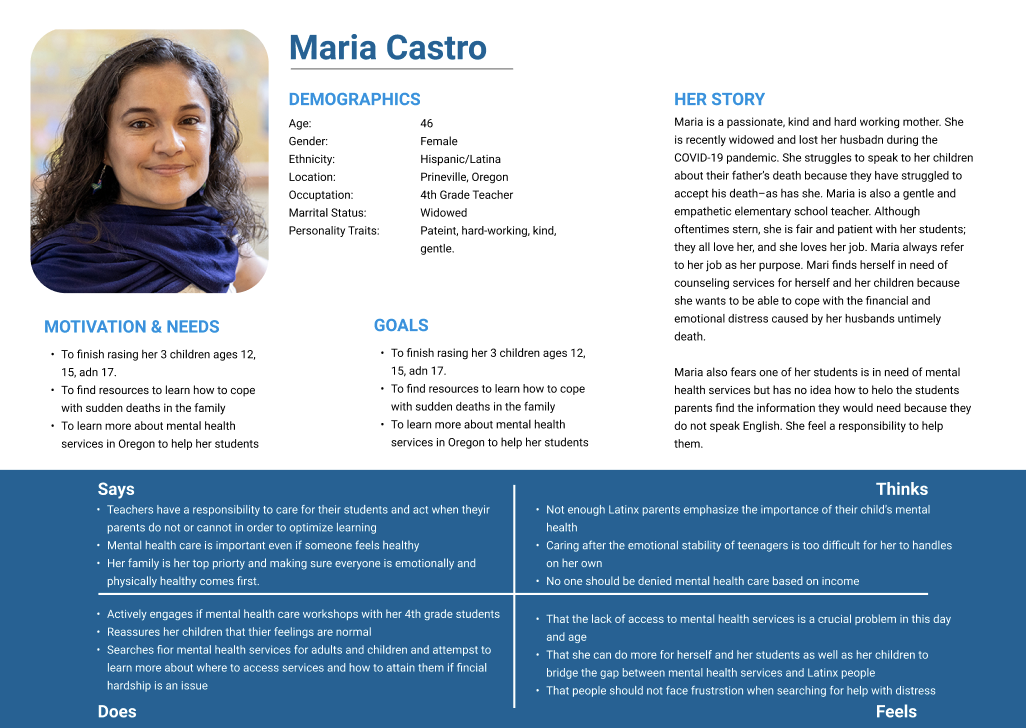 Maria Castro
DEMOGRAPHICS
Age: 46
Gender: Female
Ethnicity: Hispanic/Latina
Location: Prineville, Oregon
Occuptation: 4th Grade Teacher
Marrital Status: Widowed
Personality Traits: Pateint, hard-working, kind,
gentle.
HER STORY
Maria is a passionate, kind and hard working mother. She
is recently widowed and lost her husbadn during the
COVID-19 pandemic. She struggles to speak to her children
about their father's death because they have struggled to
accept his death–as has she. Maria is also a gentle and
empathetic elementary school teacher. Although
oftentimes stern, she is fair and patient with her students;
they all love her, and she loves her job. Maria always refer
to her job as her purpose. Mari finds herself in need of
counseling services for herself and her children because
she wants to be able to cope with the financial and
emotional distress caused by her husbands untimely
death.
Maria also fears one of her students is in need of mental
health services but has no idea how to helo the students
parents find the information they would need because they
do not speak English. She feel a responsibility to help
them.
MOTIVATION & NEEDS
• To finish rasing her 3 children ages 12,
15, adn 17.
• To find resources to learn how to cope
with sudden deaths in the family
• To learn more about mental health
services in Oregon to help her students
GOALS
• To finish rasing her 3 children ages 12,
15, adn 17.
• To find resources to learn how to cope
with sudden deaths in the family
• To learn more about mental health
services in Oregon to help her students
Says
• Teachers have a responsibility to care for their students and act when theyir
parents do not or cannot in order to optimize learning
• Mental health care is important even if someone feels healthy
• Her family is her top priorty and making sure everyone is emotionally and
physically healthy comes first.
Thinks
• Not enough Latinx parents emphasize the importance of their child's mental
health
• Caring after the emotional stability of teenagers is too difficult for her to handles
on her own
• No one should be denied mental health care based on income
• Actively engages if mental health care workshops with her 4th grade students
• Reassures her children that thier feelings are normal
• Searches fior mental health services for adults and children and attempst to
learn more about where to access services and how to attain them if fincial
hardship is an issue
Does
• That the lack of access to mental health services is a crucial problem in this day
and age
• That she can do more for herself and her students as well as her children to
bridge the gap between mental health services and Latinx people
• That people should not face frustrstion when searching for help with distress
Feels